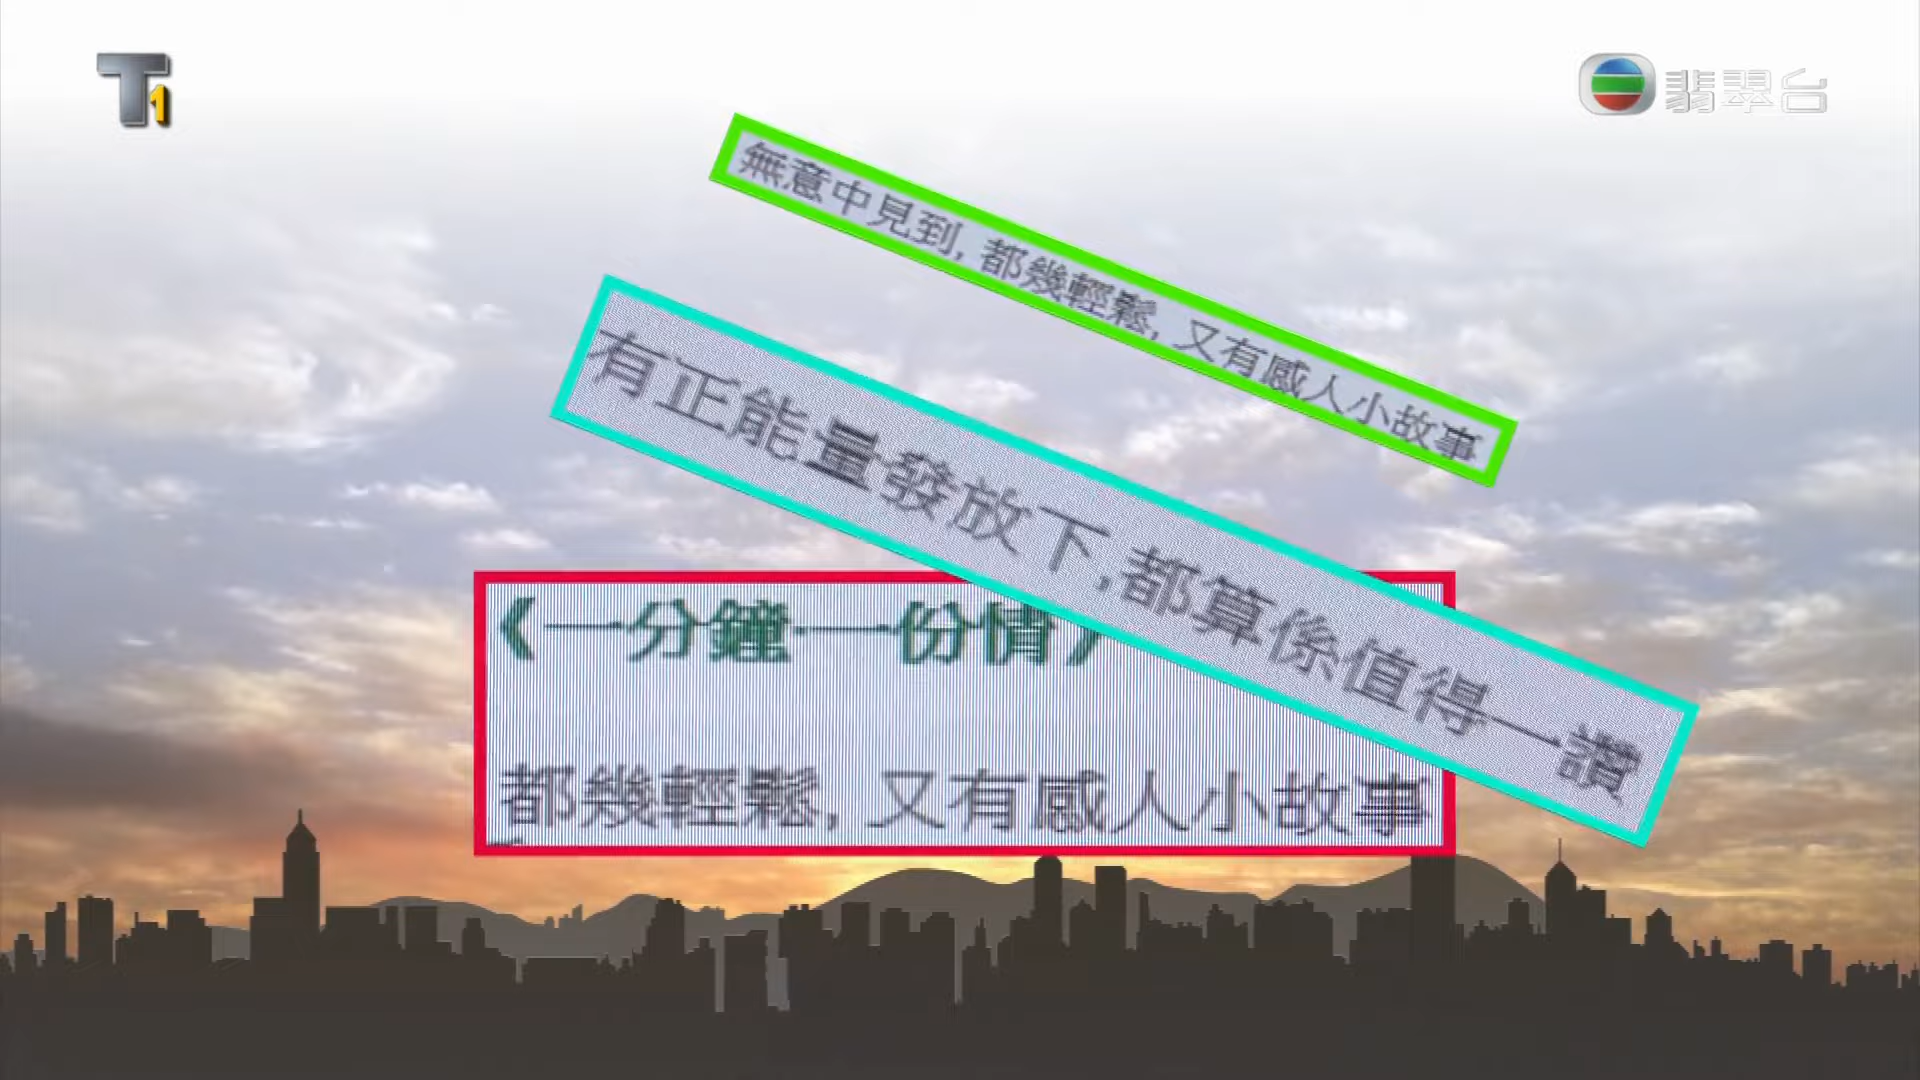 T1
翡翠台
無意中見到, 都幾輕鬆, 又有感人小故事
有正能量發放下, 都算係值得一讚
《一分鐘·一份情》
都幾輕鬆, 又有感人小故事